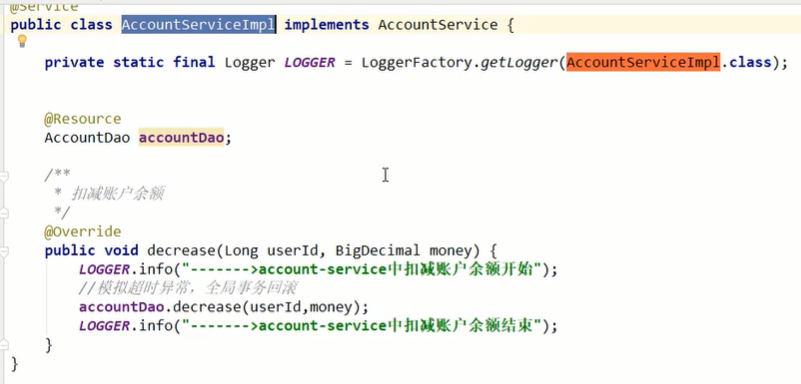 @Service
public class AccountServiceImpl implements AccountService {
private static final Logger LOGGER = LoggerFactory.getLogger(AccountServiceImpl.class);
@Resource
AccountDao accountDao;
/**
* 扣减账户余额
*/
@Override
public void decrease(Long userId, BigDecimal money) {
LOGGER.info("------->account-service中扣减账户余额开始");
//模拟超时异常，全局事务回滚
accountDao.decrease(userId,money);
LOGGER.info("------->account-service中扣减账户余额结束");
}
}